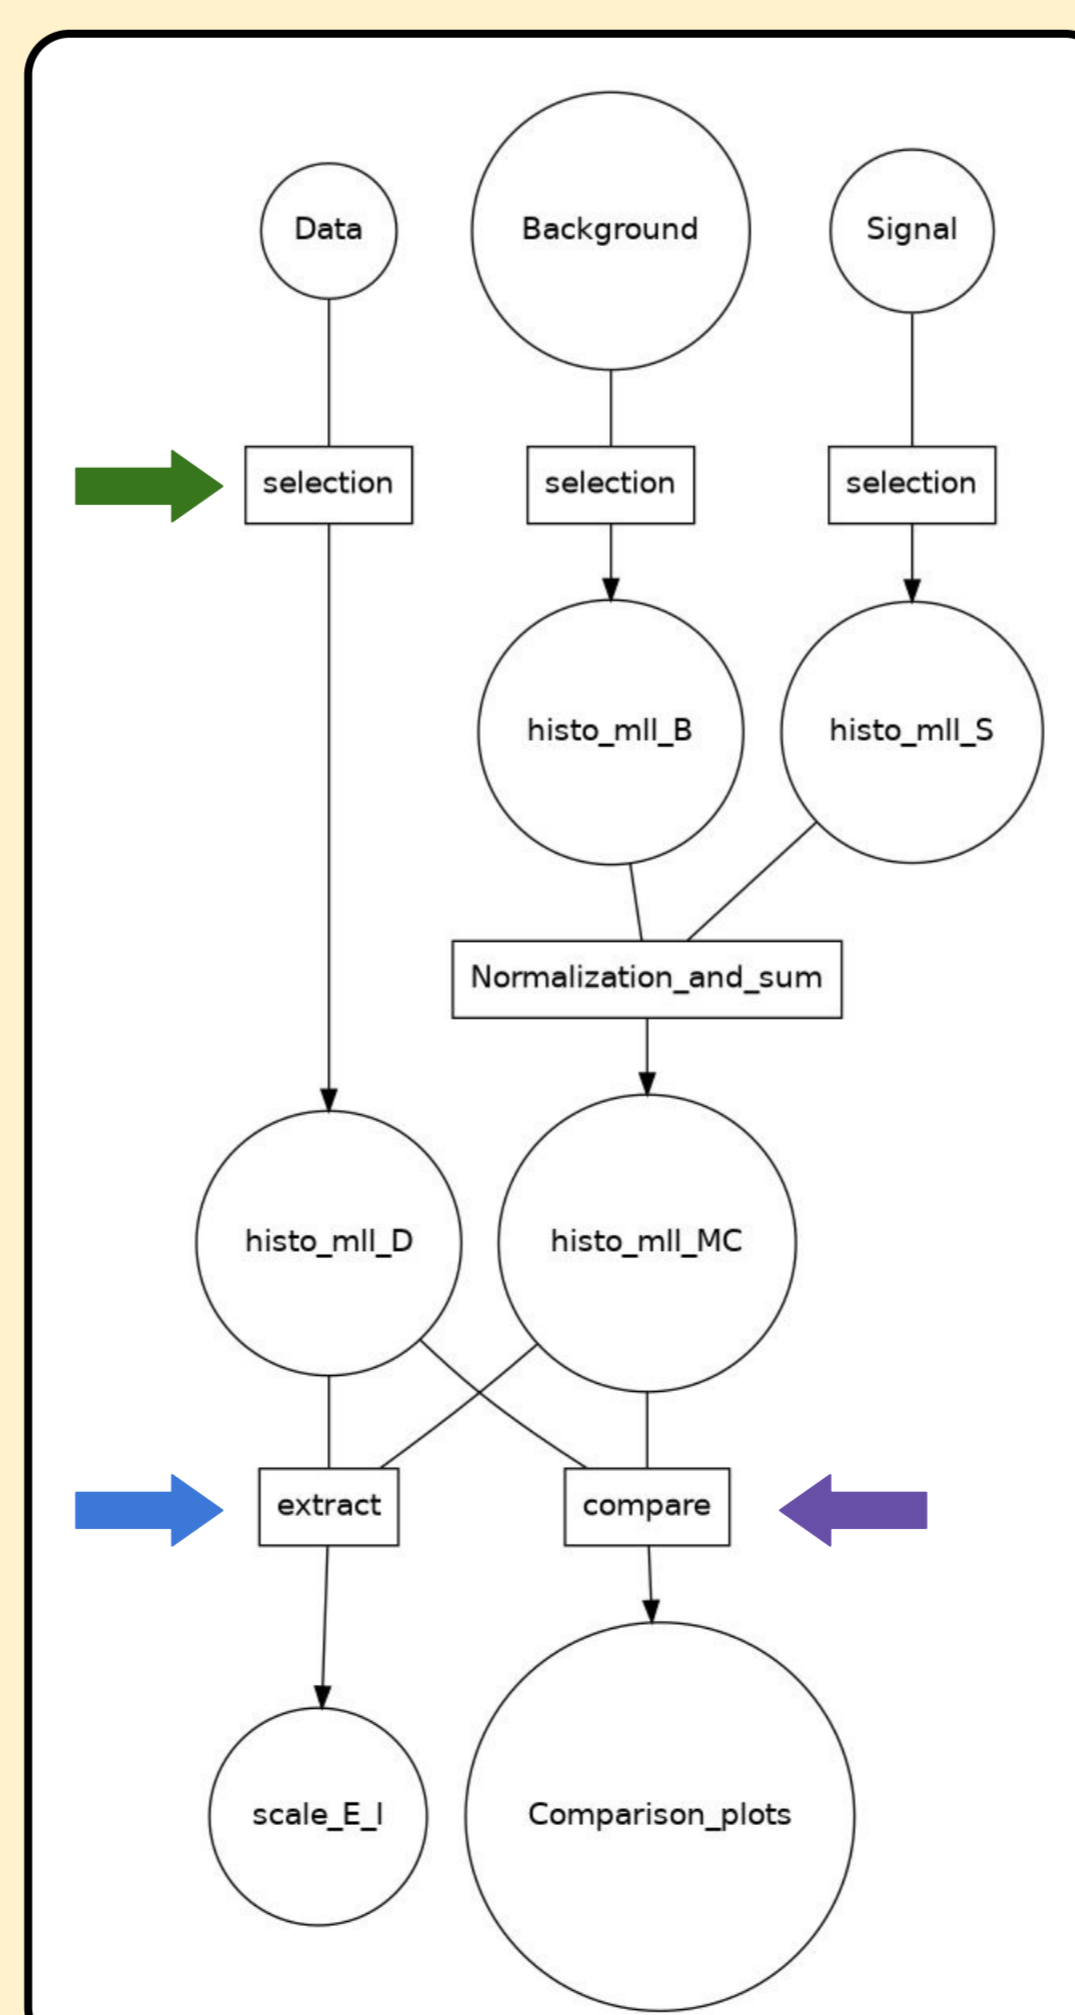 Data
Background
Signal
selection
selection
selection
histo_mll_B
histo_mll_S
Normalization_and_sum
histo_mll_D
histo_mll_MC
extract
compare
scale_E_l
Comparison_plots